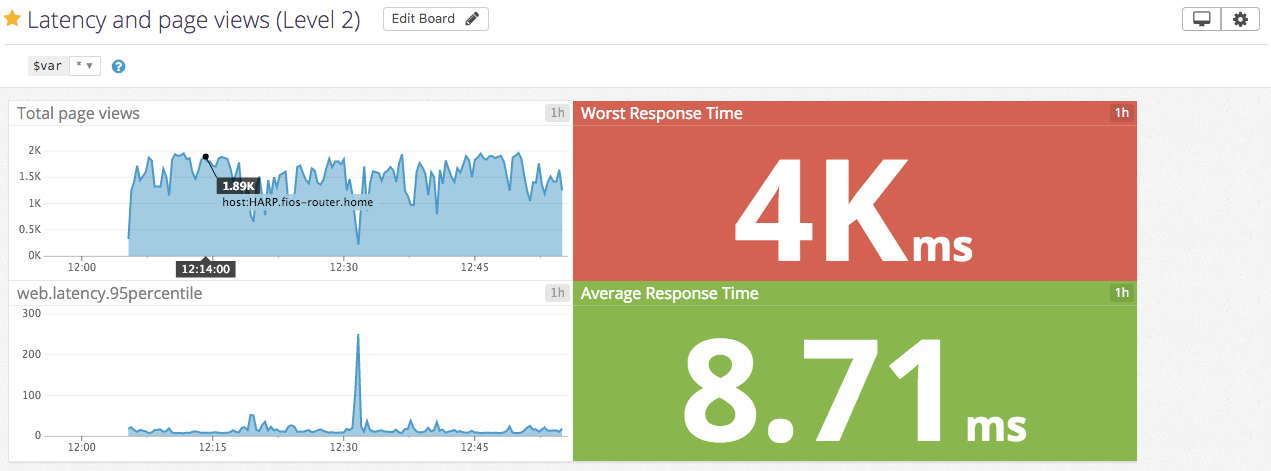 Latency and page views (Level 2) Edit Board
$var * ▼ ?
Total page views 1h
2K
1.5K
1K
0.5K
0K
1.89K
host:HARP.fios-router.home
12:00 12:14:00 12:30 12:45
Worst Response Time 1h
4K ms
web.latency.95percentile 1h
300
200
100
0
12:00 12:15 12:30 12:45
Average Response Time 1h
8.71 ms